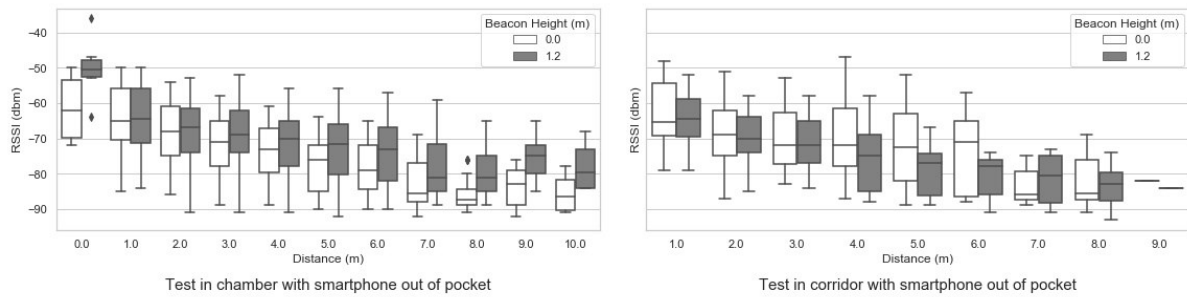 Beacon Height (m)
0.0
1.2
RSSI (dbm)
−40
−50
−60
−70
−80
−90
0.0 1.0 2.0 3.0 4.0 5.0 6.0 7.0 8.0 9.0 10.0
Distance (m)
Test in chamber with smartphone out of pocket
Beacon Height (m)
0.0
1.2
RSSI (dbm)
1.0 2.0 3.0 4.0 5.0 6.0 7.0 8.0 9.0
Distance (m)
Test in corridor with smartphone out of pocket